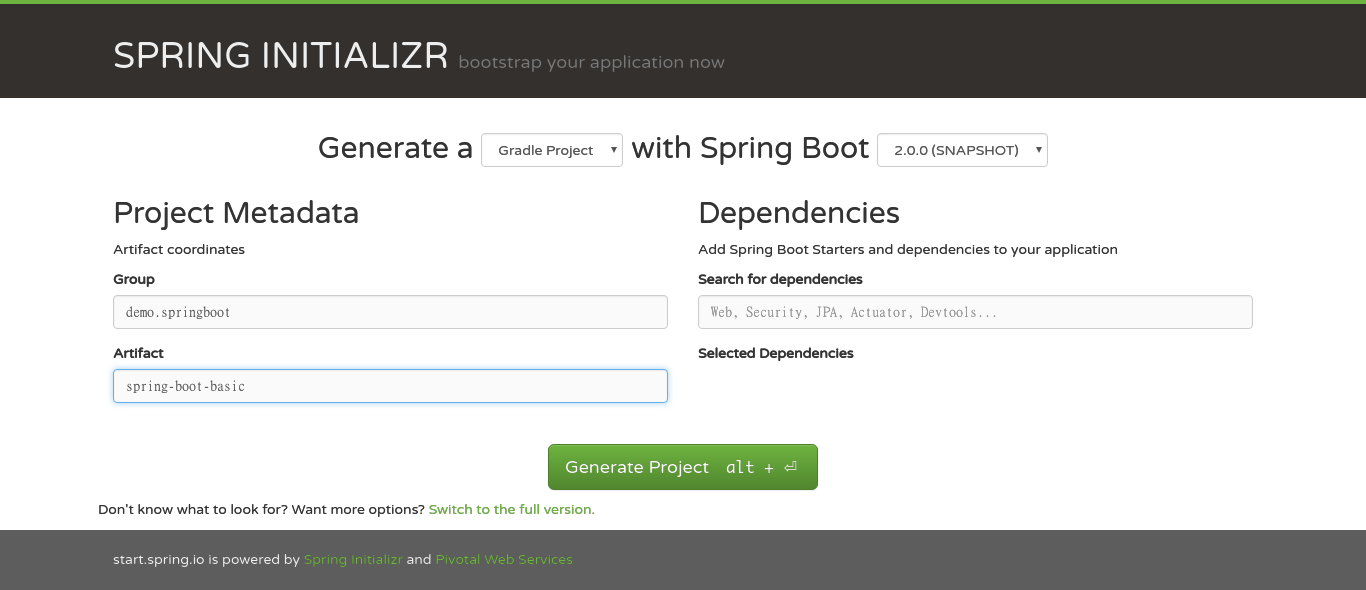 SPRING INITIALIZR bootstrap your application now
Generate a Gradle Project with Spring Boot 2.0.0 (SNAPSHOT)
Project Metadata
Artifact coordinates
Group
demo.springboot
Artifact
spring-boot-basic
Dependencies
Add Spring Boot Starters and dependencies to your application
Search for dependencies
Web, Security, JPA, Actuator, Devtools...
Selected Dependencies
Generate Project alt + ⏎
Don't know what to look for? Want more options? Switch to the full version.
start.spring.io is powered by Spring Initializr and Pivotal Web Services